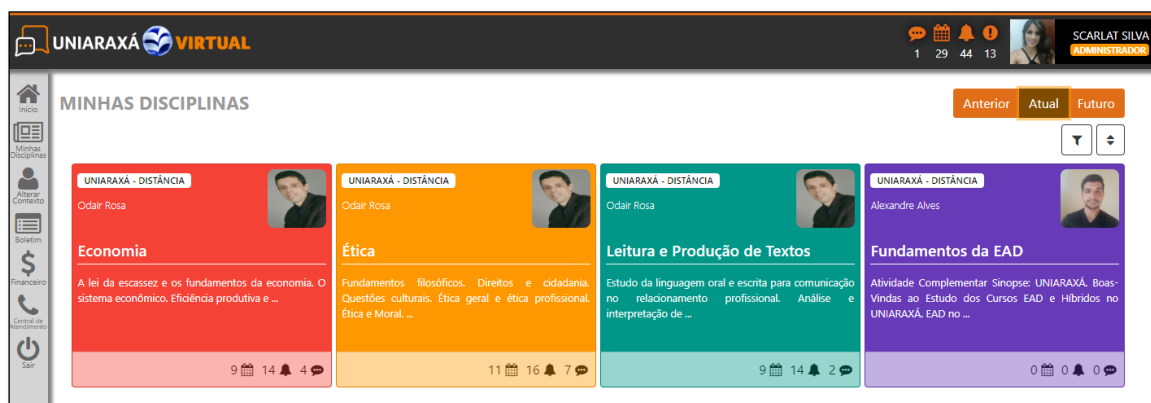 UNIARAXÁ VIRTUAL
1 29 44 13
SCARLAT SILVA
ADMINISTRADOR
Início
Minhas
Disciplinas
Alterar
Contexto
Boletim
Financeiro
Central de
Atendimento
Sair
MINHAS DISCIPLINAS
Anterior Atual Futuro
UNIARAXÁ - DISTÂNCIA
Odair Rosa
Economia
A lei da escassez e os fundamentos da economia. O
sistema econômico. Eficiência produtiva e ...
9 14 4
UNIARAXÁ - DISTÂNCIA
Odair Rosa
Ética
Fundamentos filosóficos. Direitos e cidadania.
Questões culturais. Ética geral e ética profissional.
Ética e Moral. ...
11 16 7
UNIARAXÁ - DISTÂNCIA
Odair Rosa
Leitura e Produção de Textos
Estudo da linguagem oral e escrita para comunicação
no relacionamento profissional. Análise e
interpretação de ...
9 14 2
UNIARAXÁ - DISTÂNCIA
Alexandre Alves
Fundamentos da EAD
Atividade Complementar Sinopse: UNIARAXÁ. Boas-
Vindas ao Estudo dos Cursos EAD e Híbridos no
UNIARAXÁ. EAD no ...
0 0 0